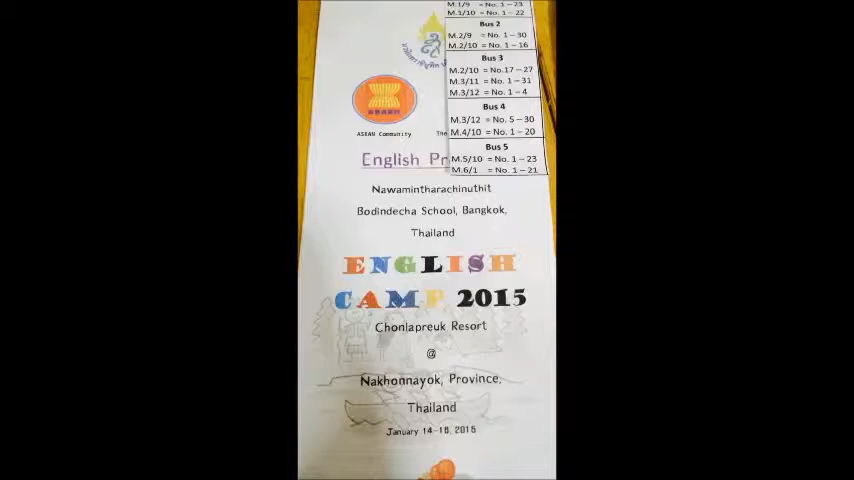 M.1/9 = No. 1 – 23
M.1/10 = No. 1 – 22
Bus 2
M.2/9 = No. 1 – 30
M.2/10 = No. 1 – 16
Bus 3
M.2/10 = No.17 – 27
M.3/11 = No. 1 – 31
M.3/12 = No. 1 – 4
Bus 4
M.3/12 = No. 5 – 30
M.4/10 = No. 1 – 20
Bus 5
M.5/10 = No. 1 – 23
M.6/1 = No. 1 – 21
ASEAN
ASEAN Community The
English Pr
Nawamintharachinuthit
Bodindecha School, Bangkok,
Thailand
ENGLISH
CAMP 2015
Chonlapreuk Resort
@
Nakhonnayok, Province,
Thailand
January 14-16, 2015